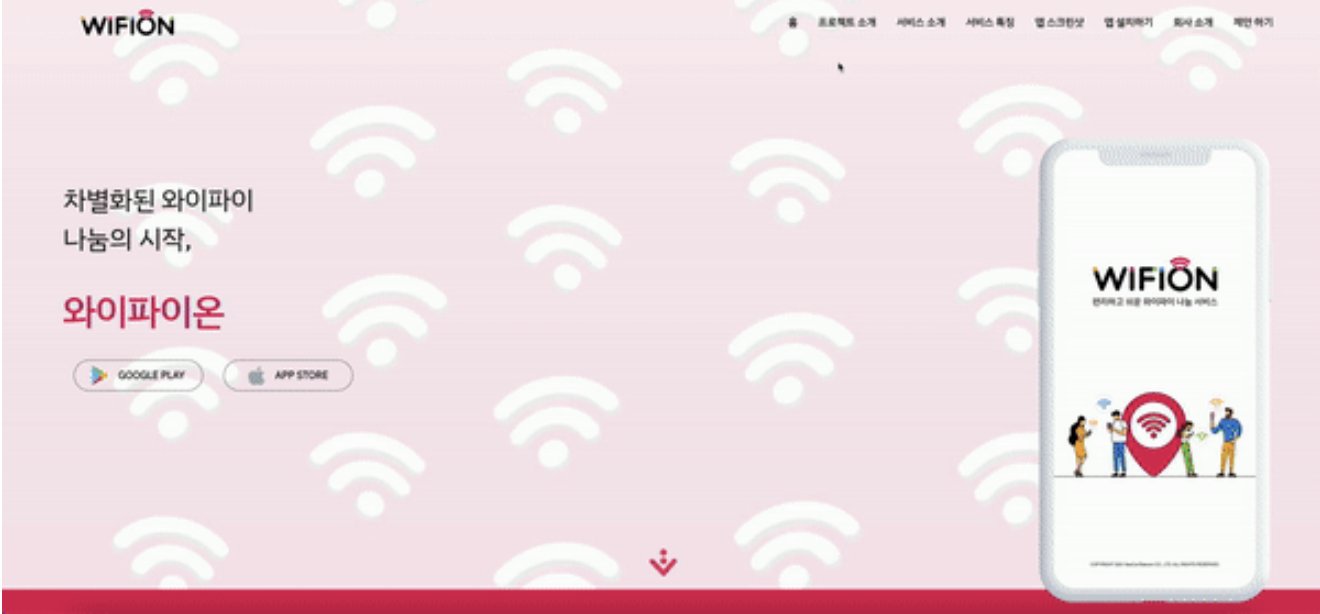 WIFION
홈 프로젝트 소개 서비스 소개 서비스 특징 앱 스크린샷 앱 설치하기 회사 소개 제안 하기
차별화된 와이파이
나눔의 시작,
와이파이온
GOOGLE PLAY
APP STORE
WIFION
편리하고 쉬운 와이파이 나눔 서비스